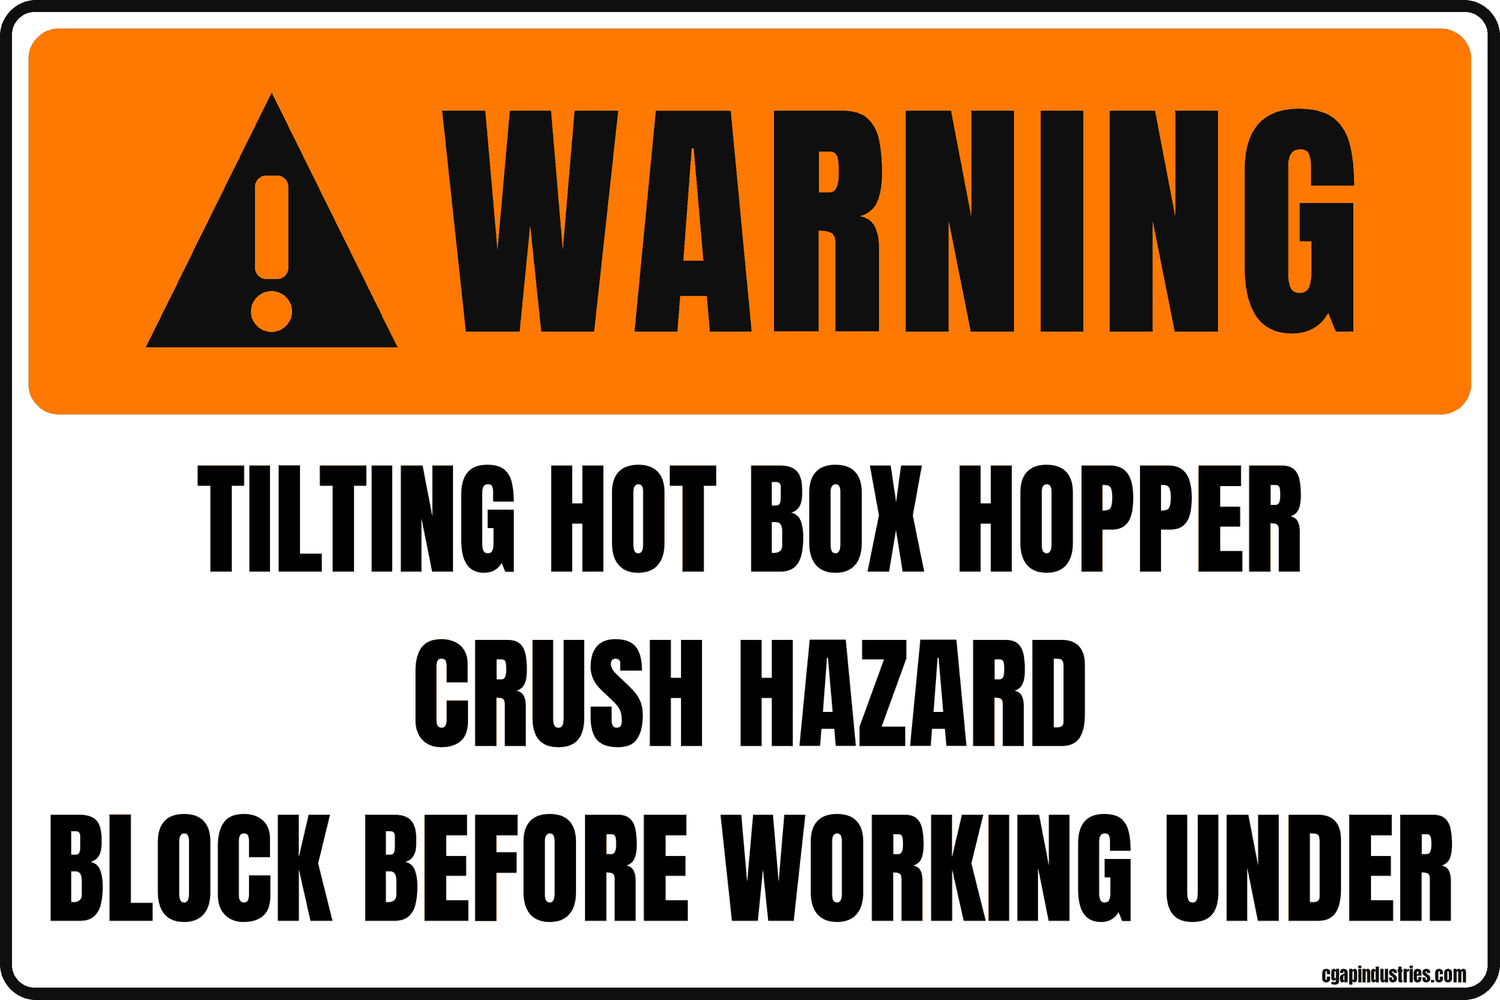 WARNING
TILTING HOT BOX HOPPER
CRUSH HAZARD
BLOCK BEFORE WORKING UNDER
cgapindustries.com